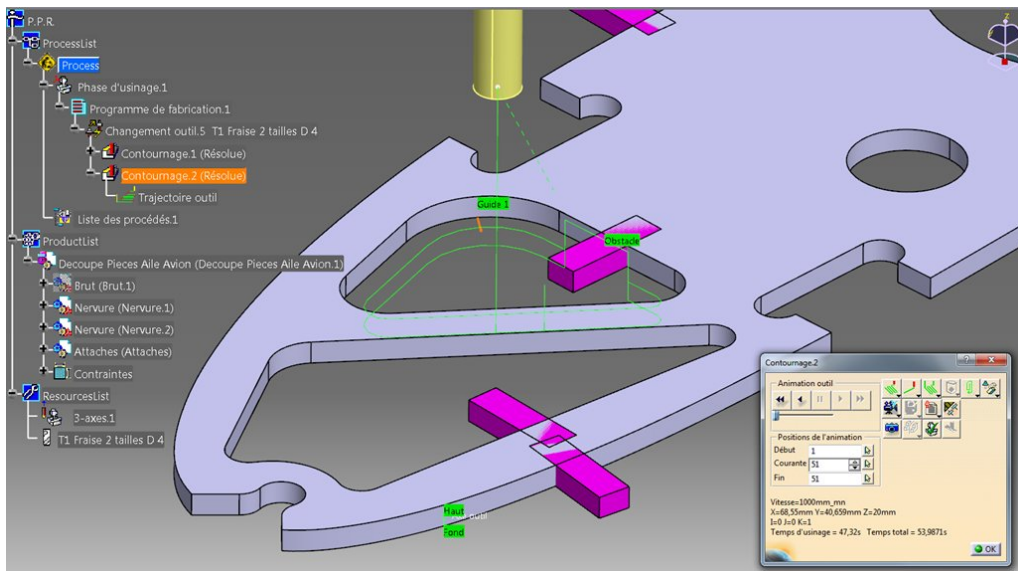 P.P.R.
ProcessList
Process
Phase d'usinage.1
Programme de fabrication.1
Changement outil.5 T1 Fraise 2 tailles D 4
Contournage.1 (Résolue)
Contournage.2 (Résolue)
Trajectoire outil
Liste des procédés.1
ProductList
Decoupe Pieces Aile Avion (Decoupe Pieces Aile Avion.1)
Brut (Brut.1)
Nervure (Nervure.1)
Nervure (Nervure.2)
Attaches (Attaches)
Contraintes
ResourcesList
3-axes.1
T1 Fraise 2 tailles D 4
z
Guide 1
Obstacle
Haut
outil
Fond
Contournage.2
Animation outil
Positions de l'animation
Début 1
Courante 51
Fin 51
Vitesse=1000mm_mn
X=68,55mm Y=40,659mm Z=20mm
I=0 J=0 K=1
Temps d'usinage = 47,32s Temps total = 53,9871s
OK